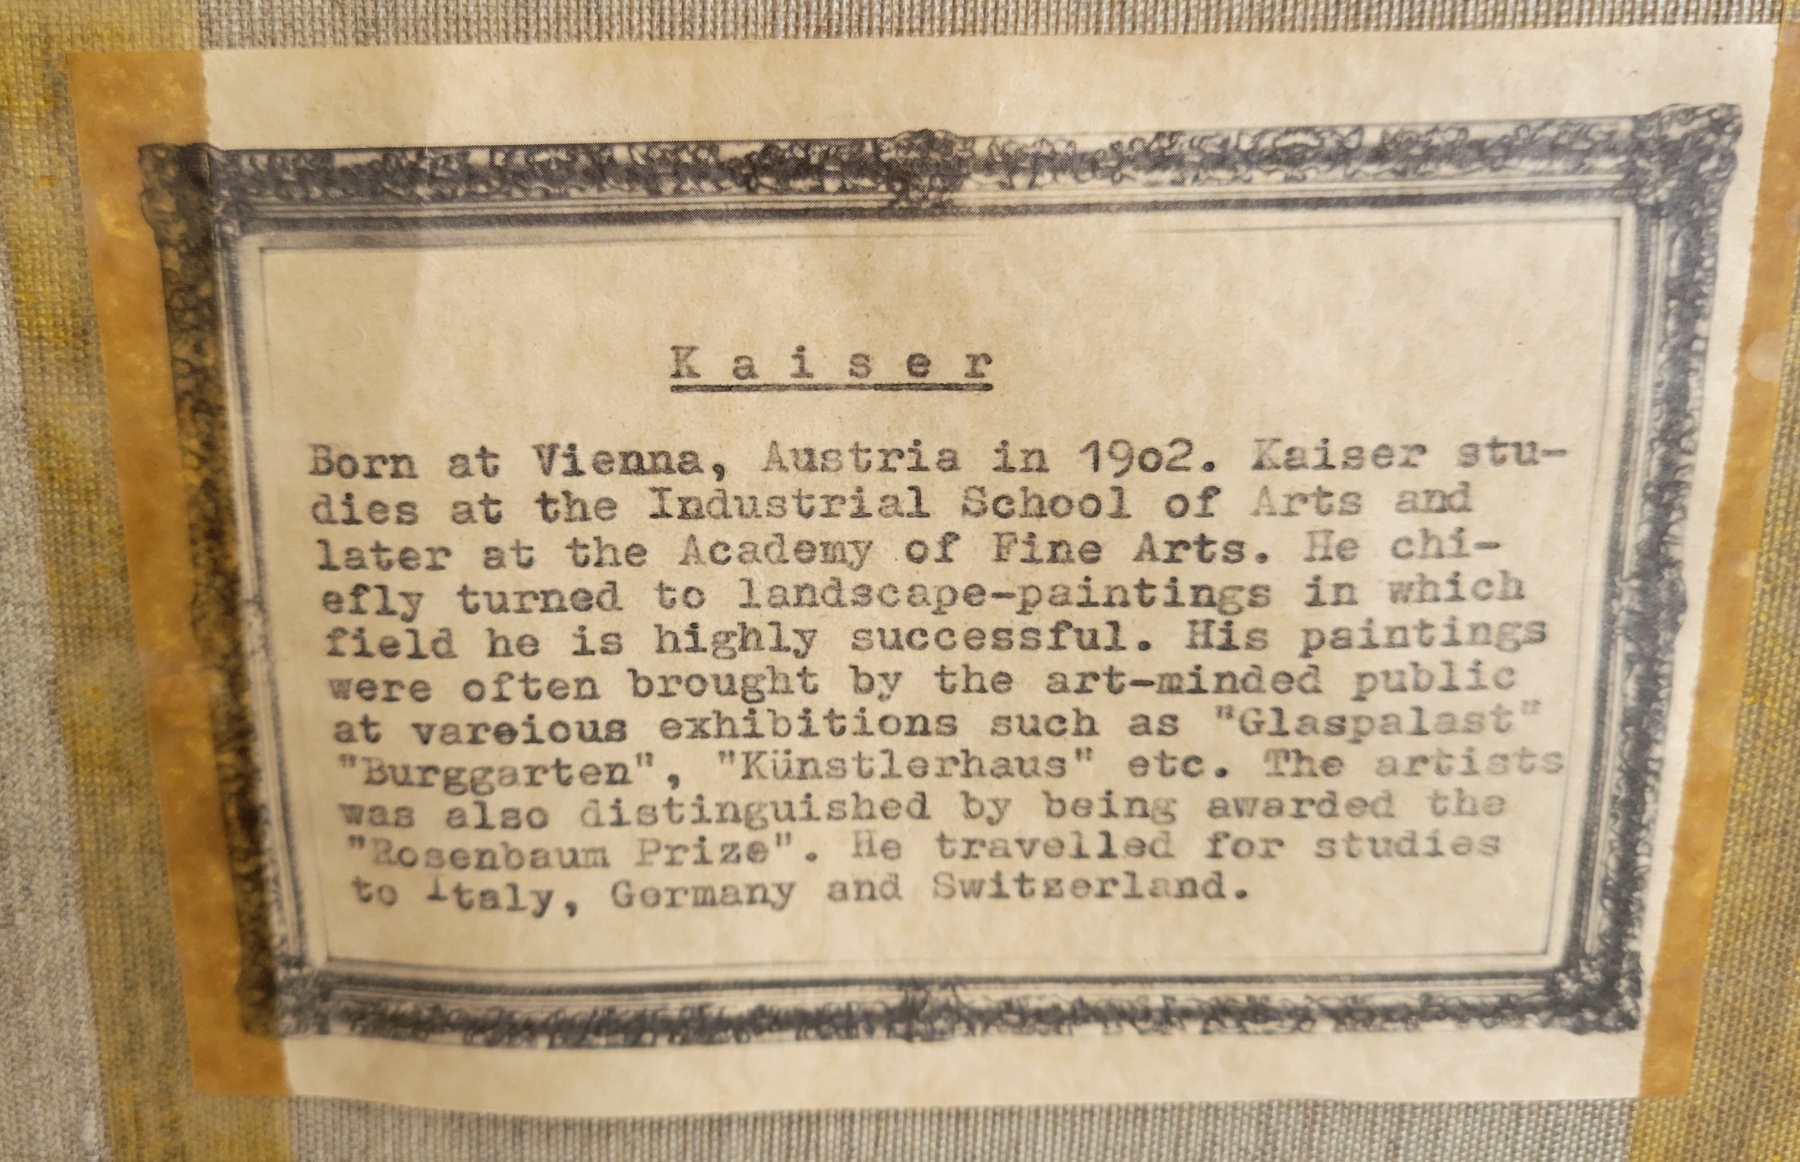 K a i s e r
Born at Vienna, Austria in 19o2. Kaiser stu-
dies at the Industrial School of Arts and
later at the Academy of Fine Arts. He chi-
efly turned to landscape-paintings in which
field he is highly successful. His paintings
were often brought by the art-minded public
at vareious exhibitions such as "Glaspalast"
"Burggarten", "Künstlerhaus" etc. The artists
was also distinguished by being awarded the
"Rosenbaum Prize". He travelled for studies
to Italy, Germany and Switzerland.